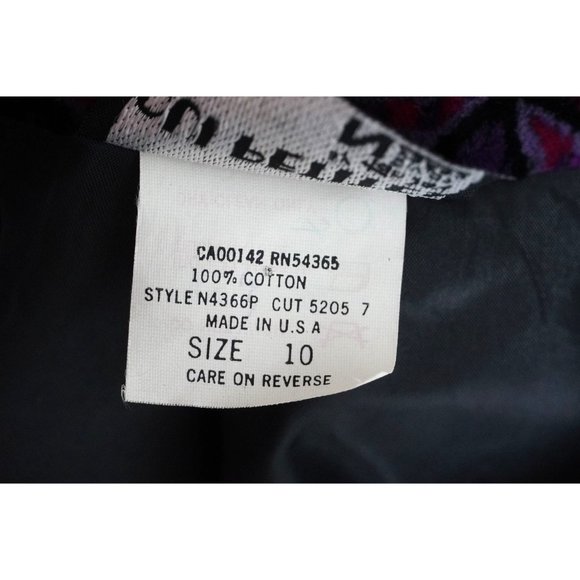 CA00142 RN54365
100% COTTON
STYLE N4366P CUT 5205 7
MADE IN U.S A
SIZE 10
CARE ON REVERSE